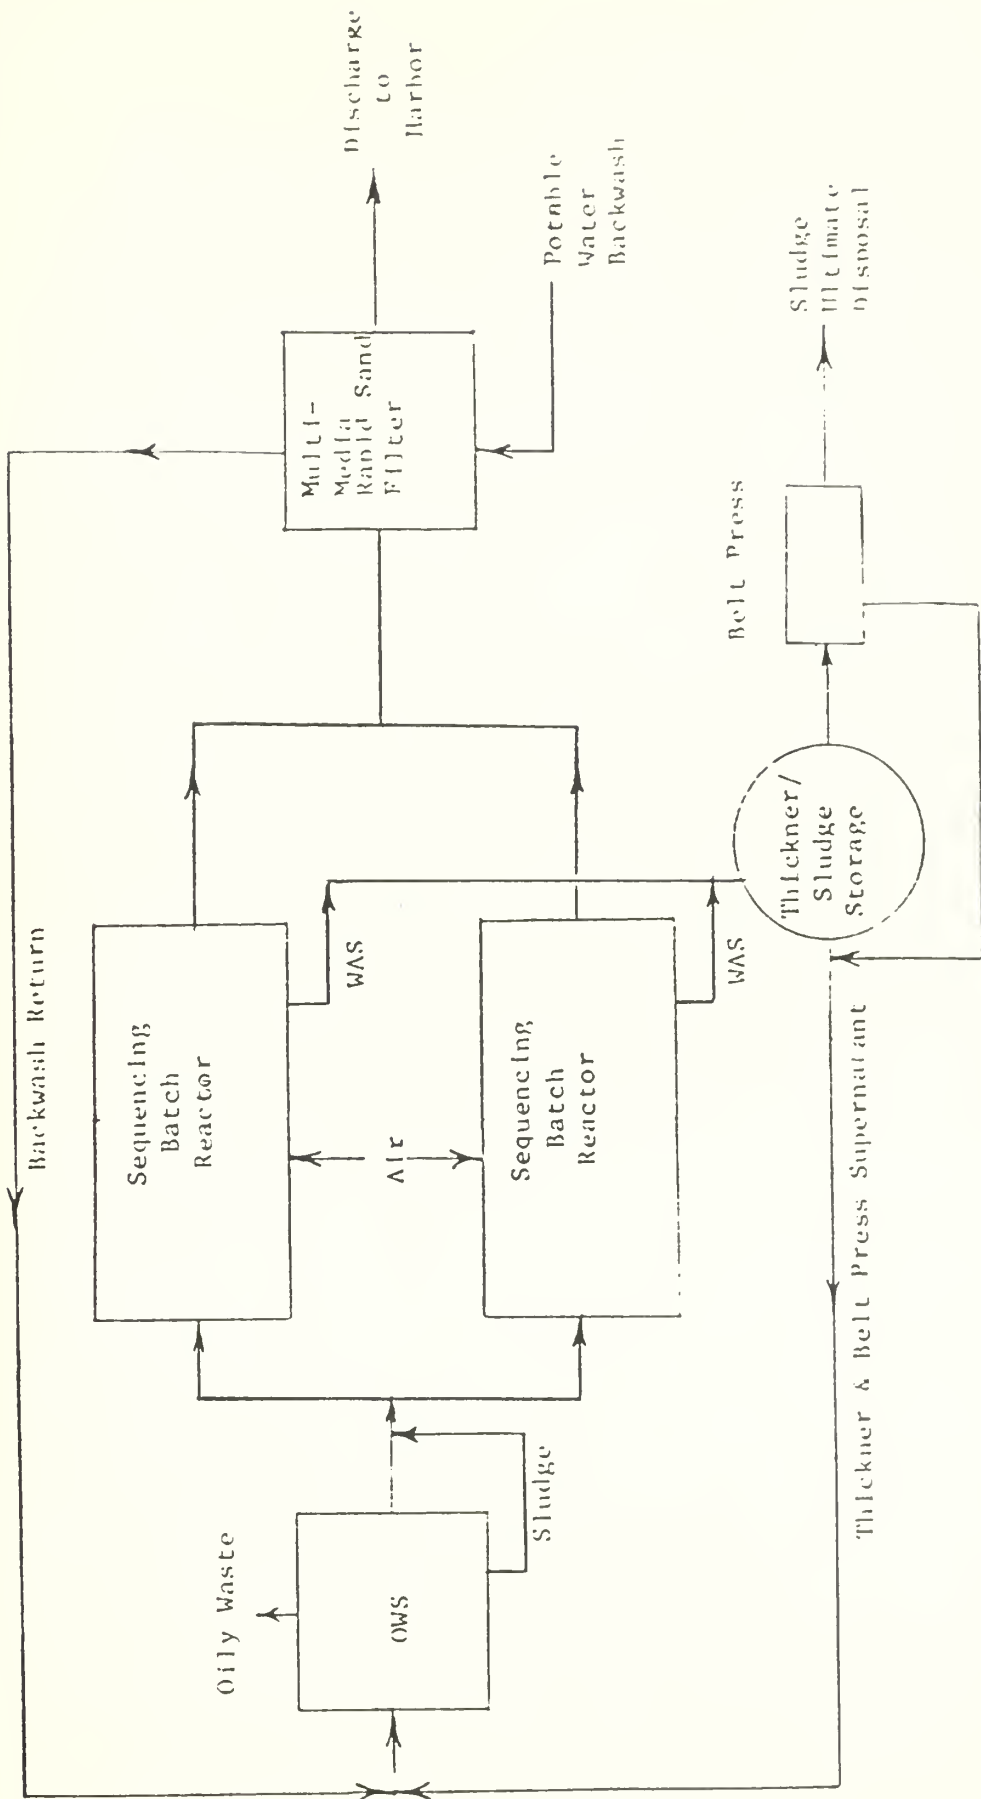 Backwash Return
Oily Waste
OWS
Sludge
Sequencing
Batch
Reactor
Air
Sequencing
Batch
Reactor
WAS
WAS
Multi-
Media
Rapid Sand
Filter
Discharge
to
Harbor
Potable
Water
Backwash
Thickner/
Sludge
Storage
Belt Press
Sludge
Ultimate
Disposal
Thickner & Belt Press Supernatant